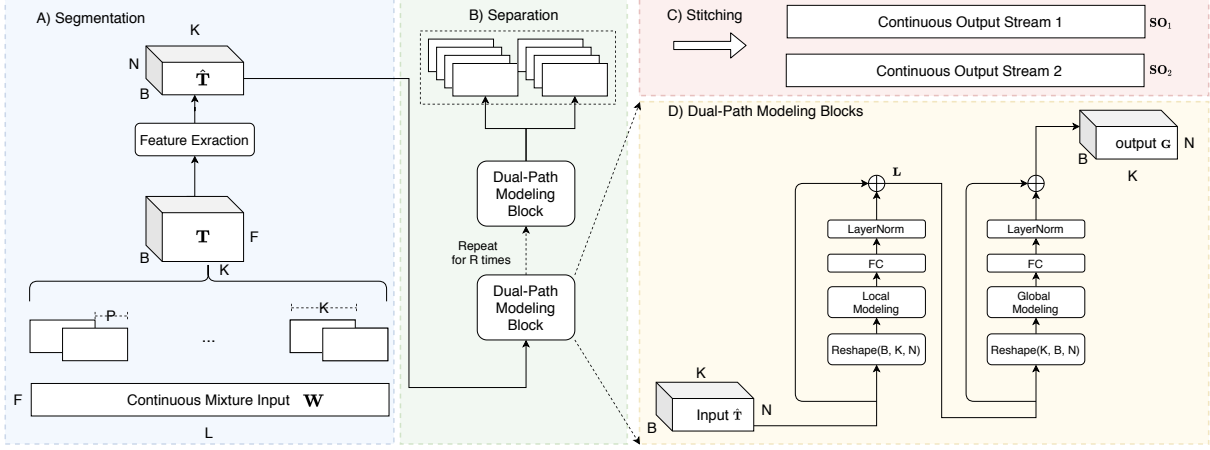 A) Segmentation
K
N
T̂
B
Feature Exraction
T
F
B
K
P
K
...
F
Continuous Mixture Input W
L
B) Separation
Dual-Path
Modeling
Block
Repeat
for R times
Dual-Path
Modeling
Block
C) Stitching
Continuous Output Stream 1
SO₁
Continuous Output Stream 2
SO₂
D) Dual-Path Modeling Blocks
output G
N
B
K
L
LayerNorm
LayerNorm
FC
FC
Local
Modeling
Global
Modeling
Reshape(B, K, N)
Reshape(K, B, N)
K
Input T̂
N
B